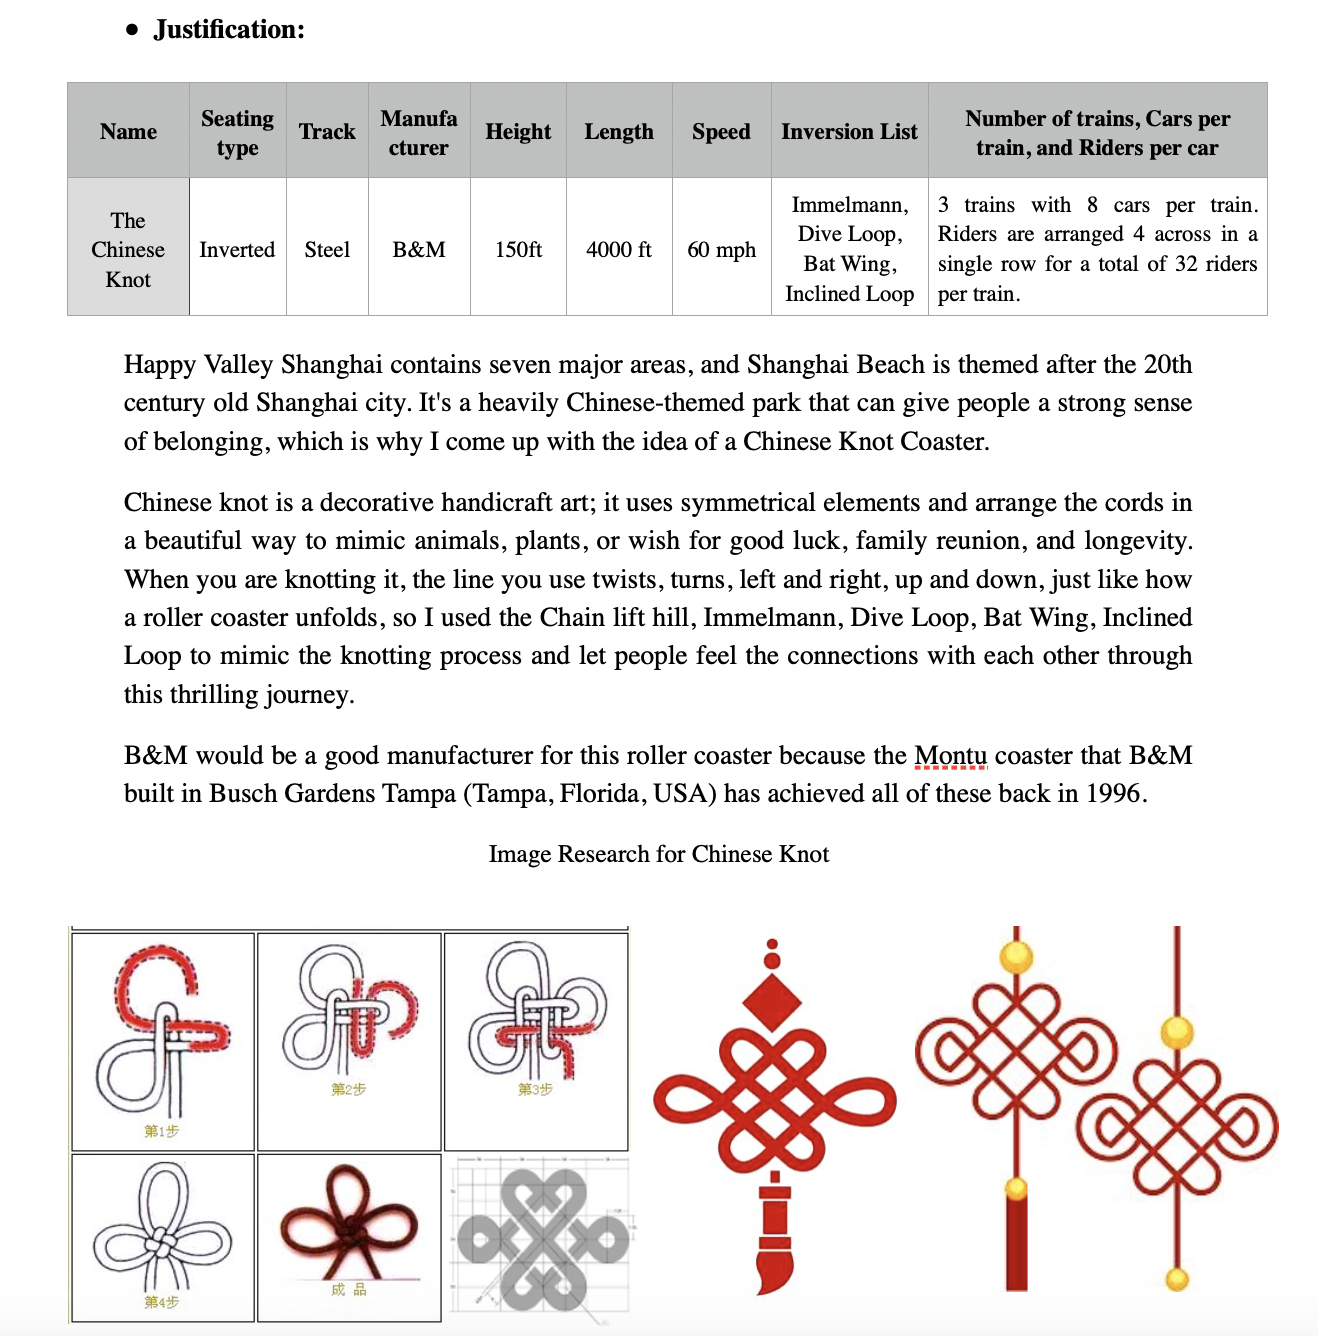 • Justification:
Name
Seating
type
Track
Manufa
cturer
Height
Length
Speed
Inversion List
Number of trains, Cars per
train, and Riders per car
The
Chinese
Knot
Inverted
Steel
B&M
150ft
4000 ft
60 mph
Immelmann,
Dive Loop,
Bat Wing,
Inclined Loop
3 trains with 8 cars per train.
Riders are arranged 4 across in a
single row for a total of 32 riders
per train.
Happy Valley Shanghai contains seven major areas, and Shanghai Beach is themed after the 20th
century old Shanghai city. It's a heavily Chinese-themed park that can give people a strong sense
of belonging, which is why I come up with the idea of a Chinese Knot Coaster.
Chinese knot is a decorative handicraft art; it uses symmetrical elements and arrange the cords in
a beautiful way to mimic animals, plants, or wish for good luck, family reunion, and longevity.
When you are knotting it, the line you use twists, turns, left and right, up and down, just like how
a roller coaster unfolds, so I used the Chain lift hill, Immelmann, Dive Loop, Bat Wing, Inclined
Loop to mimic the knotting process and let people feel the connections with each other through
this thrilling journey.
B&M would be a good manufacturer for this roller coaster because the Montu coaster that B&M
built in Busch Gardens Tampa (Tampa, Florida, USA) has achieved all of these back in 1996.
Image Research for Chinese Knot
第1步
第2步
第3步
第4步
成 品